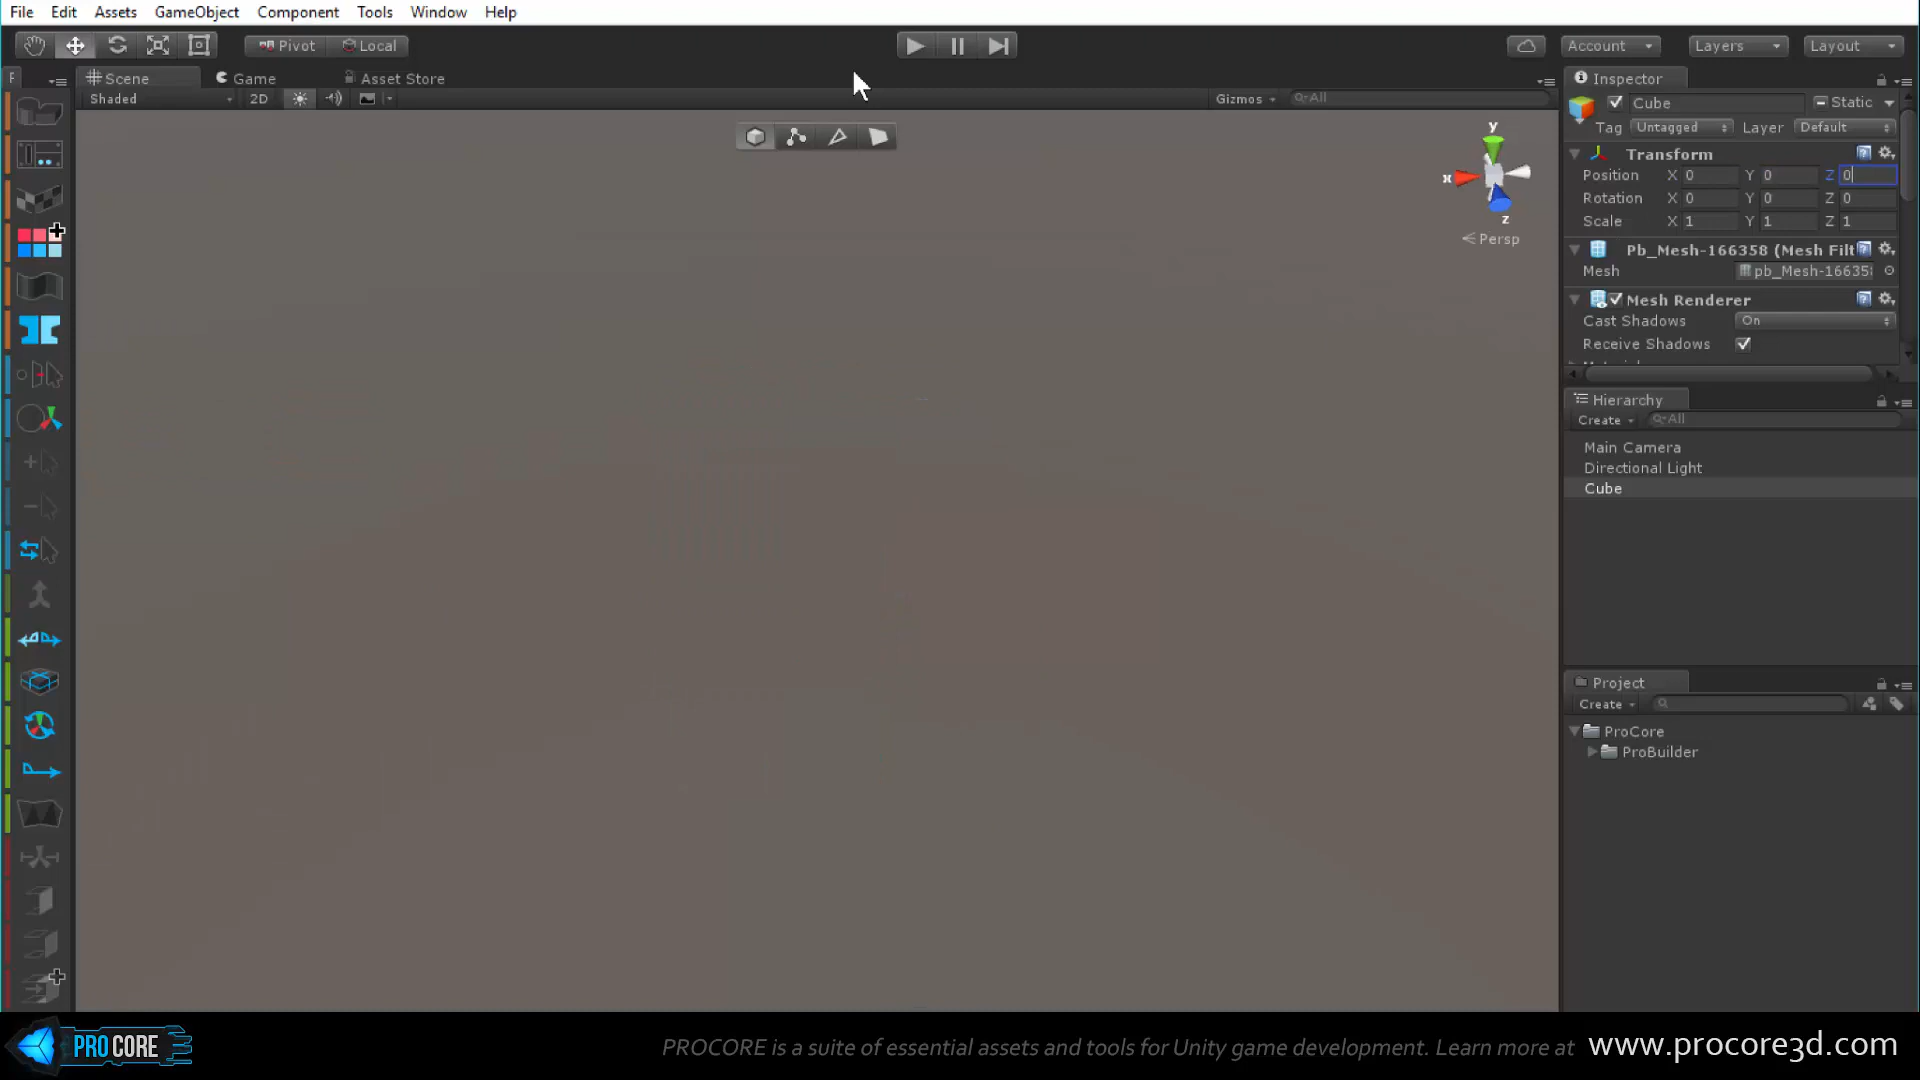 File Edit Assets GameObject Component Tools Window Help
Pivot Local Account Layers Layout
Scene Game Asset Store Inspector
Shaded 2D Gizmos All
Cube Static
Tag Untagged Layer Default
Transform
Position X 0 Y 0 Z 0
Rotation X 0 Y 0 Z 0
Scale X 1 Y 1 Z 1
y
x
z
Persp
Pb_Mesh-166358 (Mesh Filt
Mesh pb_Mesh-16635
Mesh Renderer
Cast Shadows On
Receive Shadows
Hierarchy
Create All
Main Camera
Directional Light
Cube
Project
Create
ProCore
ProBuilder
PROCORE
PROCORE is a suite of essential assets and tools for Unity game development. Learn more at www.procore3d.com